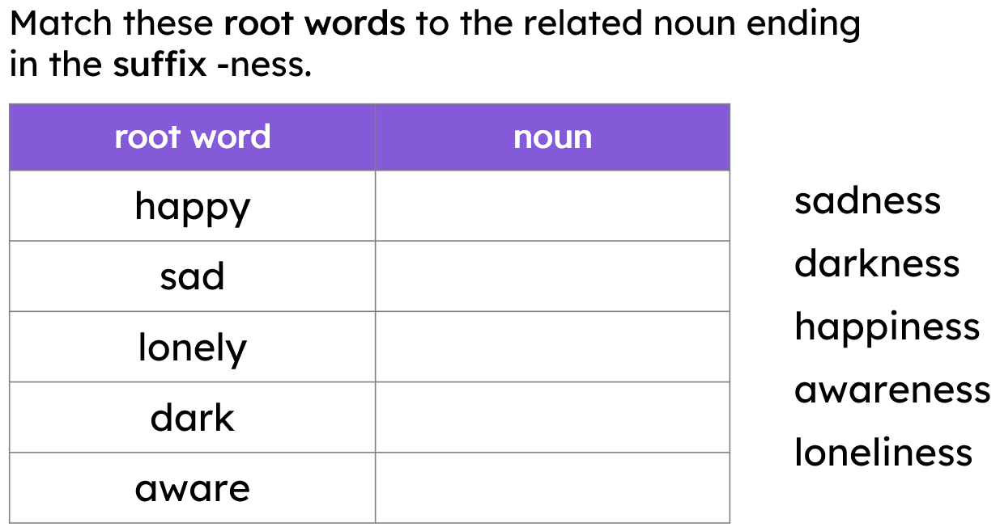 Match these root words to the related noun ending
in the suffix -ness.
root word noun
happy
sad
lonely
dark
aware
sadness
darkness
happiness
awareness
loneliness